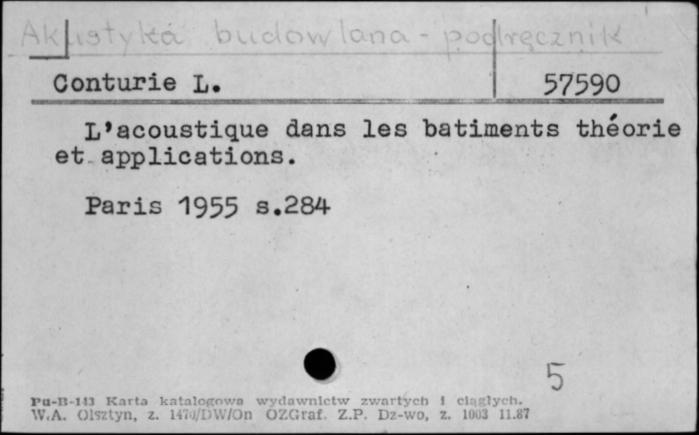 Akustyka budowlana - podręcznik
Conturie L. 57590
L'acoustique dans les batiments théorie
et applications.
Paris 1955 s.284
5
Pu-B-143 Karta katalogowa wydawnictw zwartych i ciągłych.
W.A. Olsztyn, z. /DW/On OZGraf. Z.P. Dz-wo, z. 1003 11.87